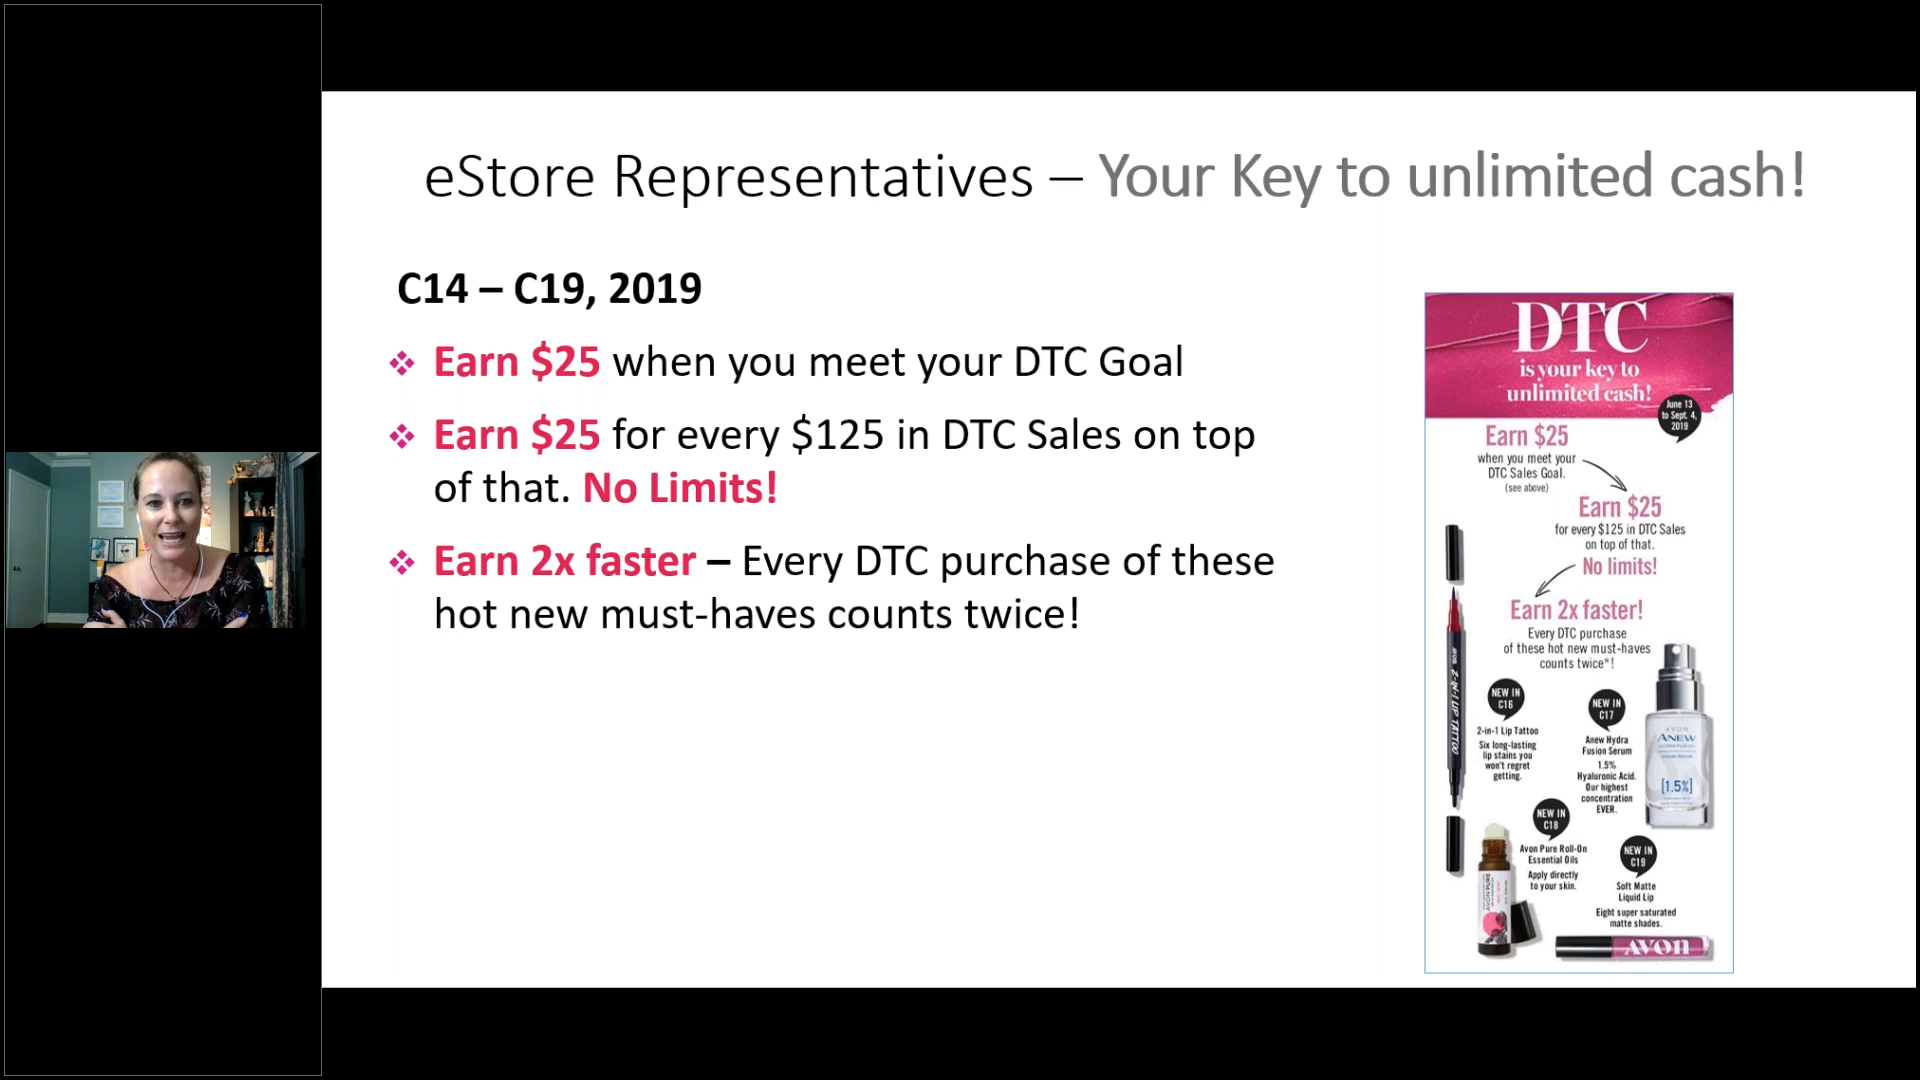 eStore Representatives – Your Key to unlimited cash!
C14 – C19, 2019
Earn $25 when you meet your DTC Goal
Earn $25 for every $125 in DTC Sales on top
of that. No Limits!
Earn 2x faster – Every DTC purchase of these
hot new must-haves counts twice!
DTC
is your key to
unlimited cash!
June 13
to Sept. 4,
2019
Earn $25
when you meet your
DTC Sales Goal.
(see above)
Earn $25
for every $125 in DTC Sales
on top of that.
No limits!
Earn 2x faster!
Every DTC purchase
of these hot new must-haves
counts twice*!
NEW IN
C16
2-in-1 Lip Tattoo
Six long-lasting
lip stains you
won't regret
getting.
2-IN-1 LIP TATTOO
NEW IN
C17
Anew Hydra
Fusion Serum
1.5%
Hyaluronic Acid.
Our highest
concentration
EVER.
AVON
ANEW
[1.5%]
NEW IN
C18
Avon Pure Roll-On
Essential Oils
Apply directly
to your skin.
AVON PURE
NEW IN
C19
Soft Matte
Liquid Lip
Eight super saturated
matte shades.
AVON